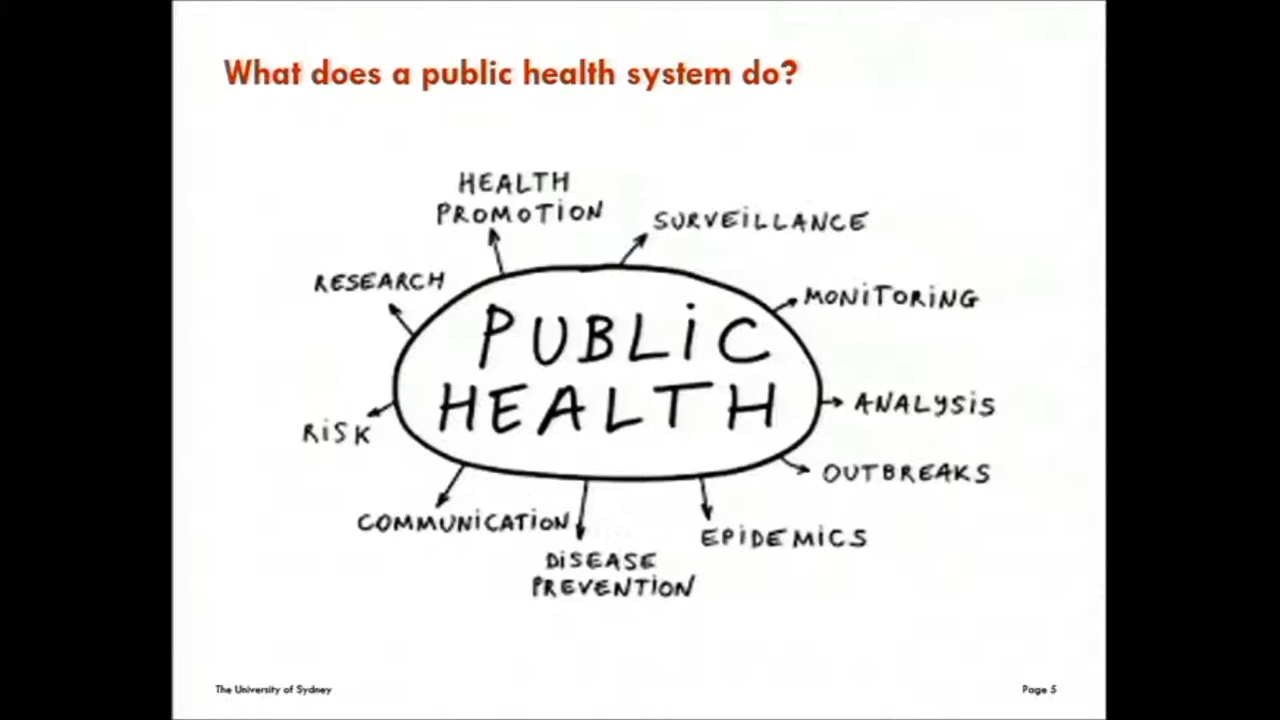 What does a public health system do?
HEALTH
PROMOTION
SURVEiLLANCE
RESEARCH
MONiTORiNG
PUBLiC
HEALTH
ANALYSiS
RiSK
OUTBREAKS
COMMUNiCATiON
EPiDEMiCS
DiSEASE
PREVENTiON
The University of Sydney
Page 5